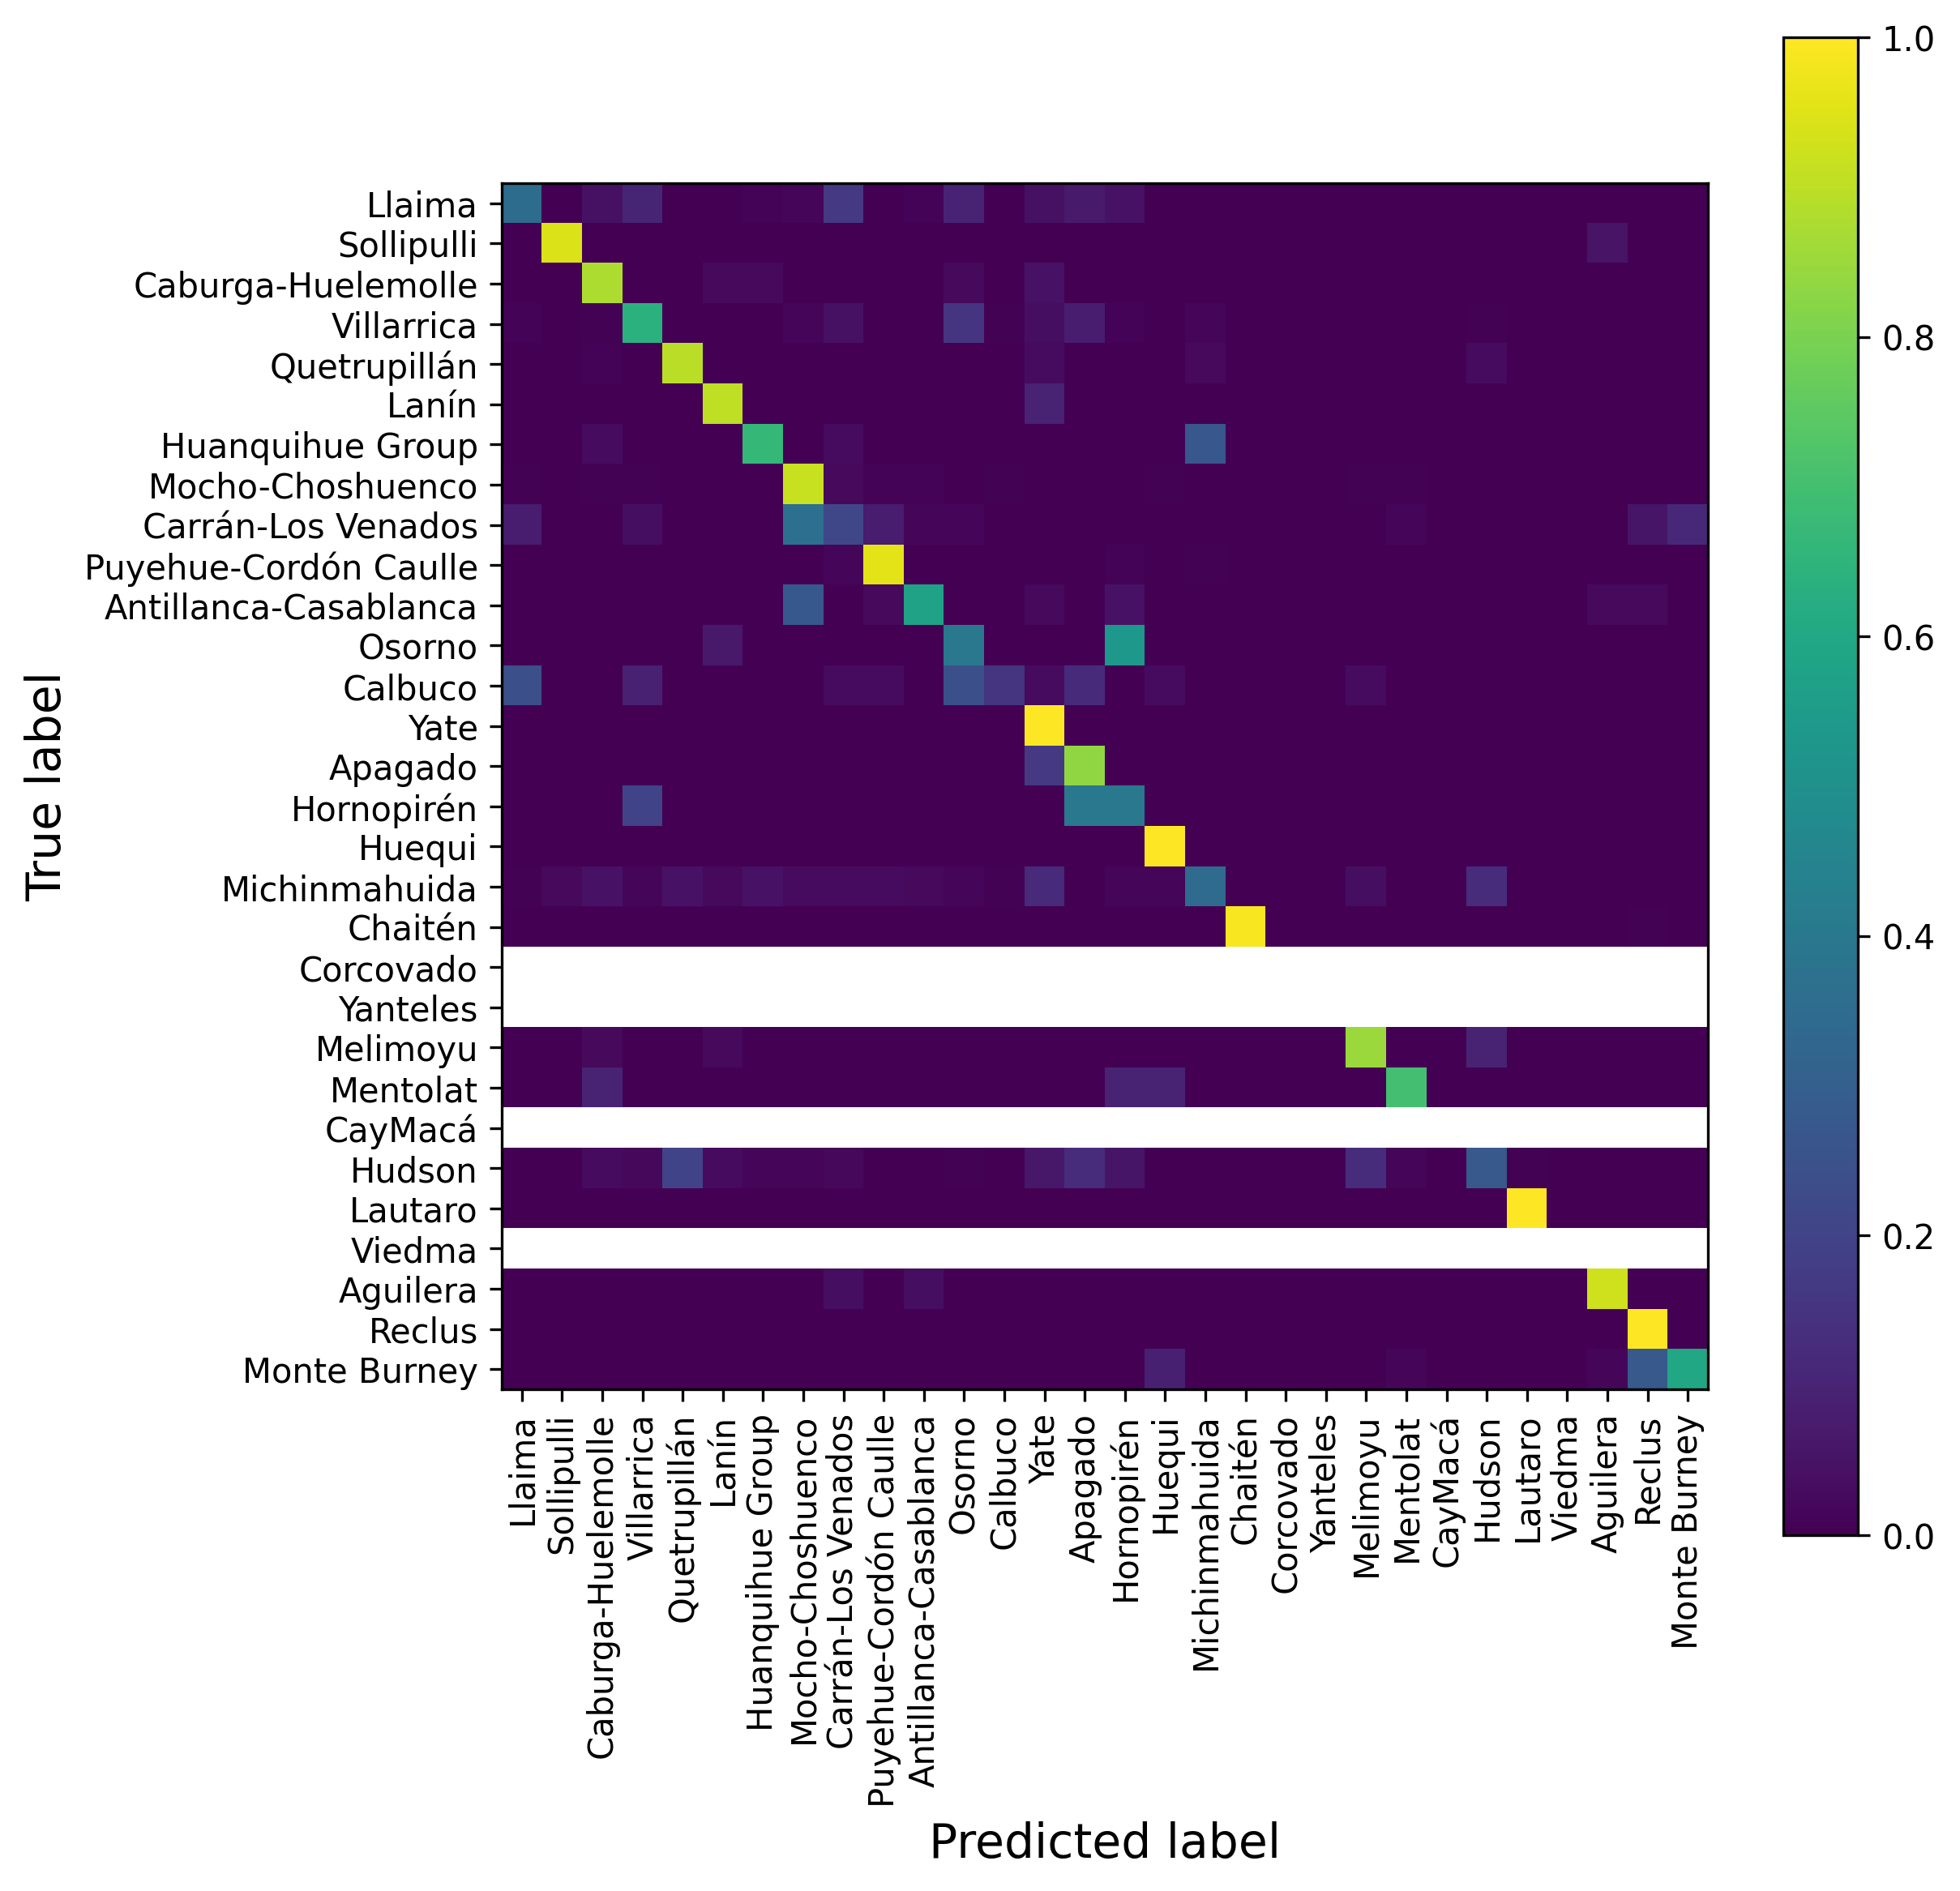 1.0
0.8
0.6
0.4
0.2
0.0
True label
Llaima
Sollipulli
Caburga-Huelemolle
Villarrica
Quetrupillán
Lanín
Huanquihue Group
Mocho-Choshuenco
Carrán-Los Venados
Puyehue-Cordón Caulle
Antillanca-Casablanca
Osorno
Calbuco
Yate
Apagado
Hornopirén
Huequi
Michinmahuida
Chaitén
Corcovado
Yanteles
Melimoyu
Mentolat
CayMacá
Hudson
Lautaro
Viedma
Aguilera
Reclus
Monte Burney
Llaima
Sollipulli
Caburga-Huelemolle
Villarrica
Quetrupillán
Lanín
Huanquihue Group
Mocho-Choshuenco
Carrán-Los Venados
Puyehue-Cordón Caulle
Antillanca-Casablanca
Osorno
Calbuco
Yate
Apagado
Hornopirén
Huequi
Michinmahuida
Chaitén
Corcovado
Yanteles
Melimoyu
Mentolat
CayMacá
Hudson
Lautaro
Viedma
Aguilera
Reclus
Monte Burney
Predicted label